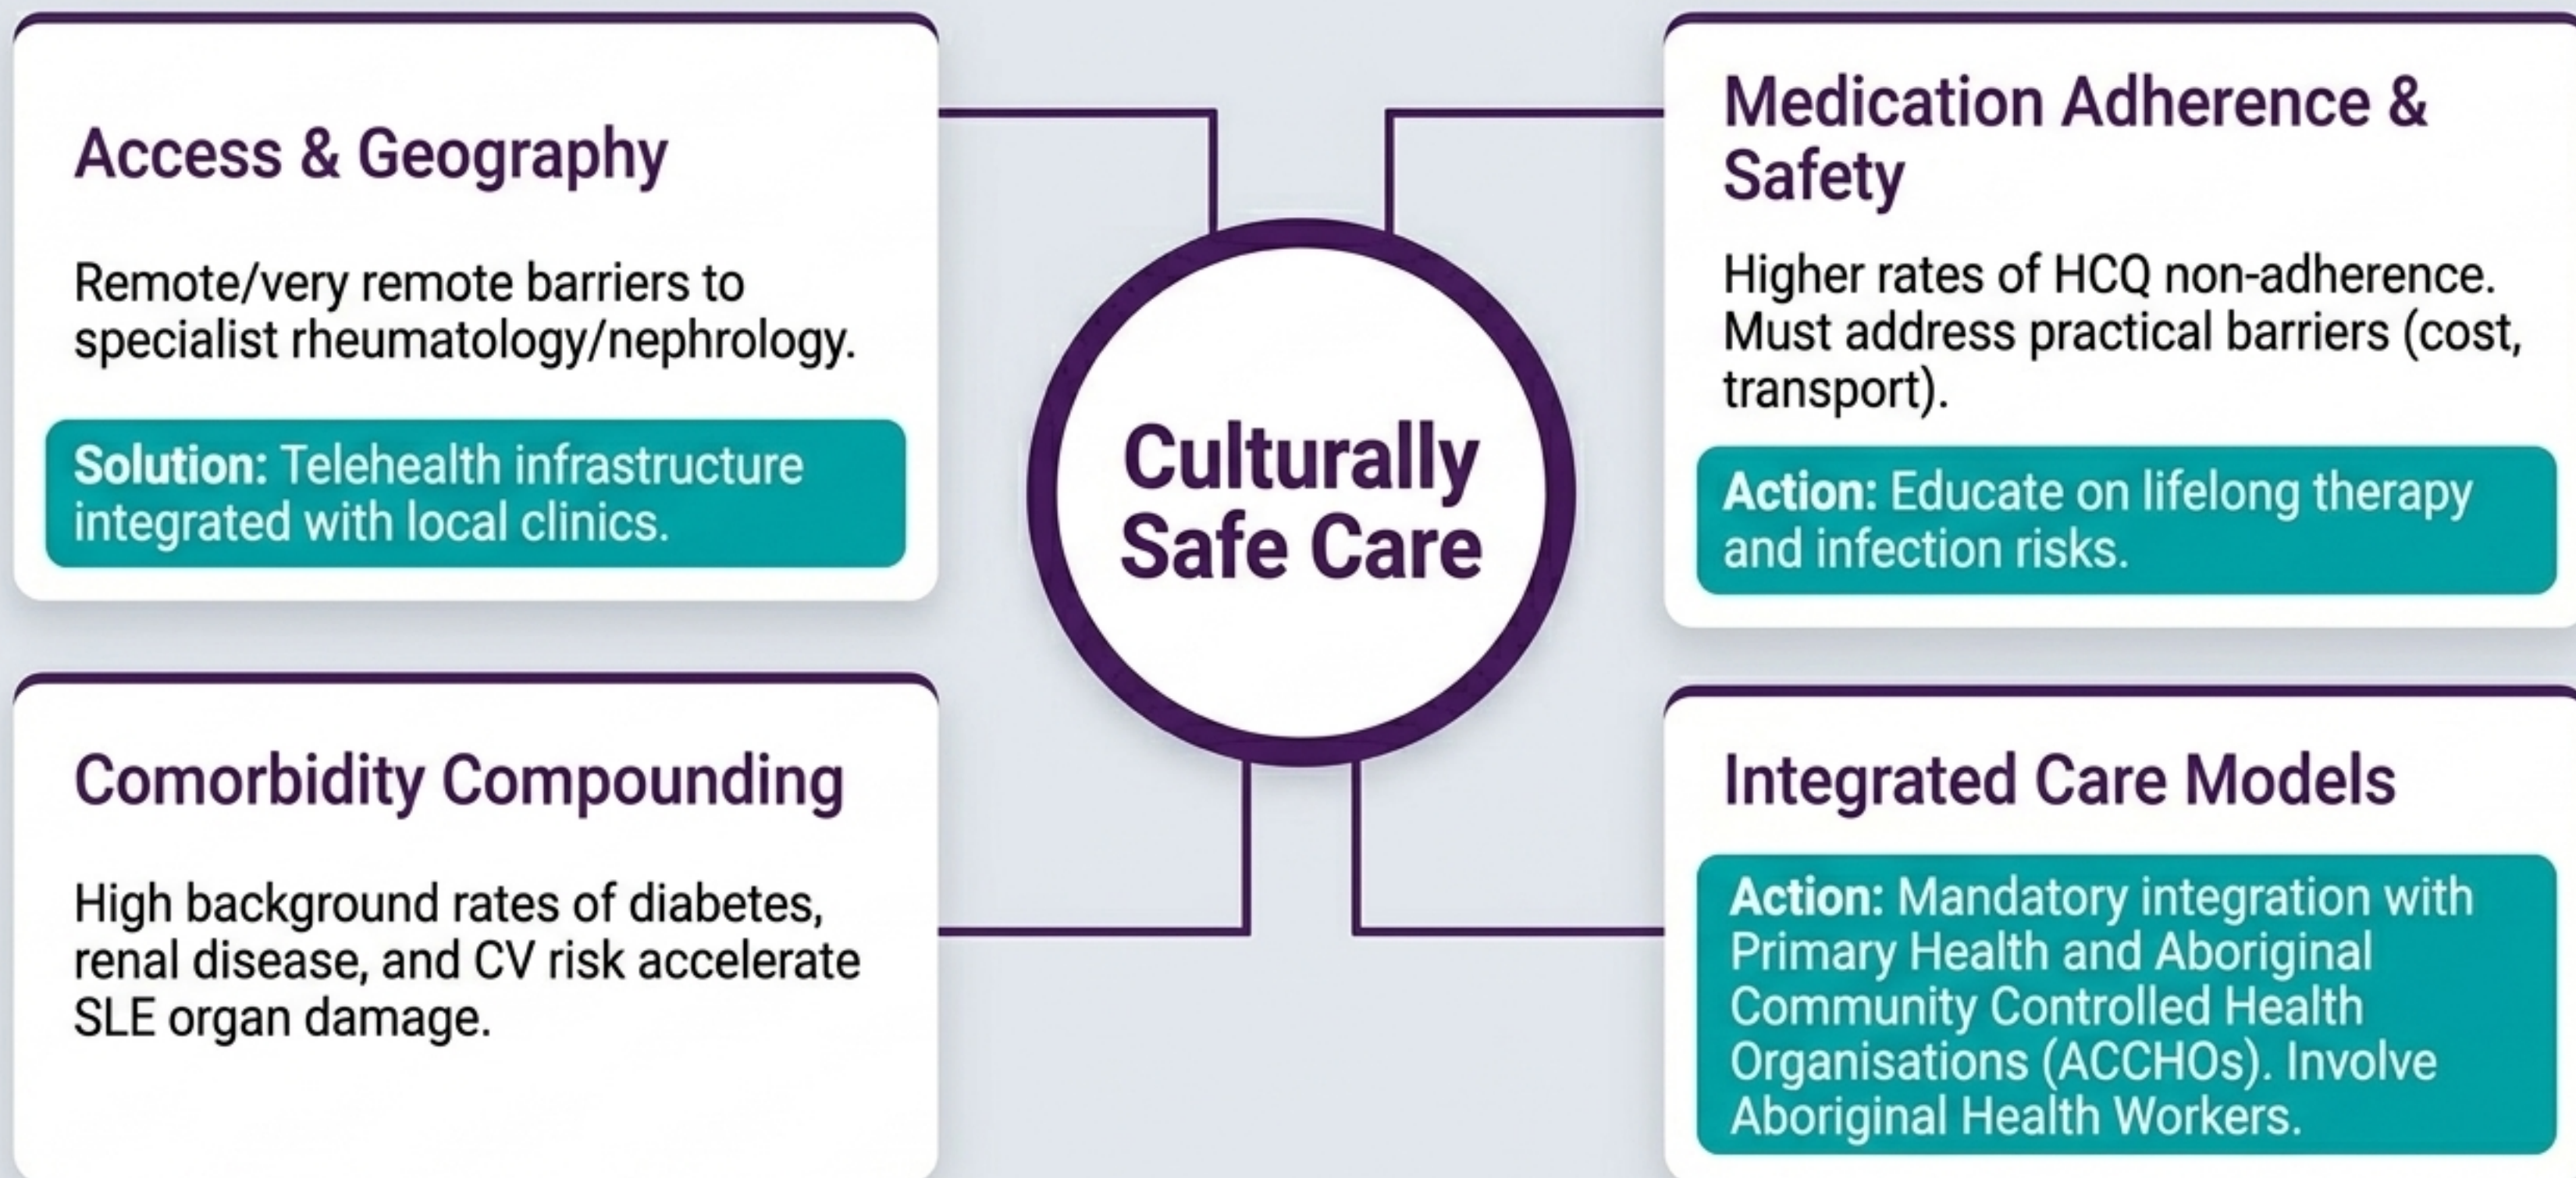 Access & Geography
Remote/very remote barriers to
specialist rheumatology/nephrology.
Solution: Telehealth infrastructure
integrated with local clinics.
Medication Adherence &
Safety
Higher rates of HCQ non-adherence.
Must address practical barriers (cost,
transport).
Action: Educate on lifelong therapy
and infection risks.
Culturally
Safe Care
Comorbidity Compounding
High background rates of diabetes,
renal disease, and CV risk accelerate
SLE organ damage.
Integrated Care Models
Action: Mandatory integration with
Primary Health and Aboriginal
Community Controlled Health
Organisations (ACCHOs). Involve
Aboriginal Health Workers.